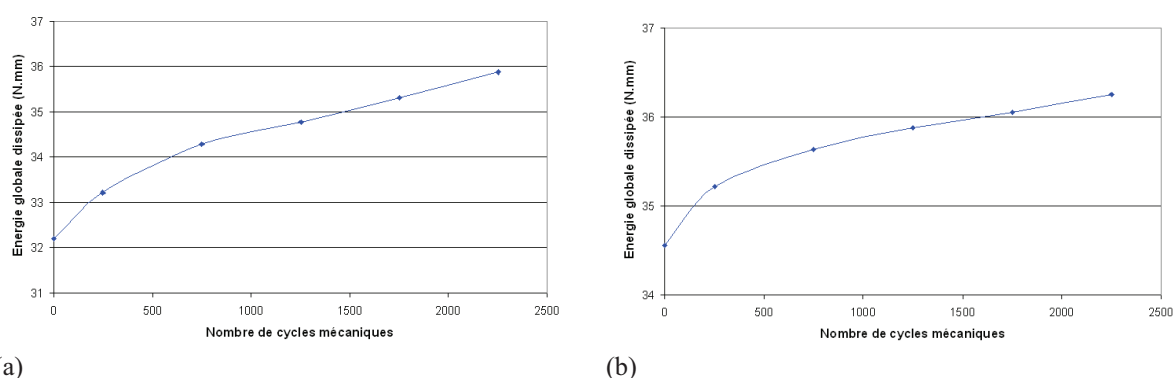 37
36
35
34
33
32
31
Energie globale dissipée (N.mm)
0 500 1000 1500 2000 2500
Nombre de cycles mécaniques
(a)
37
36
35
34
Energie globale dissipée (N.mm)
0 500 1000 1500 2000 2500
Nombre de cycles mécaniques
(b)